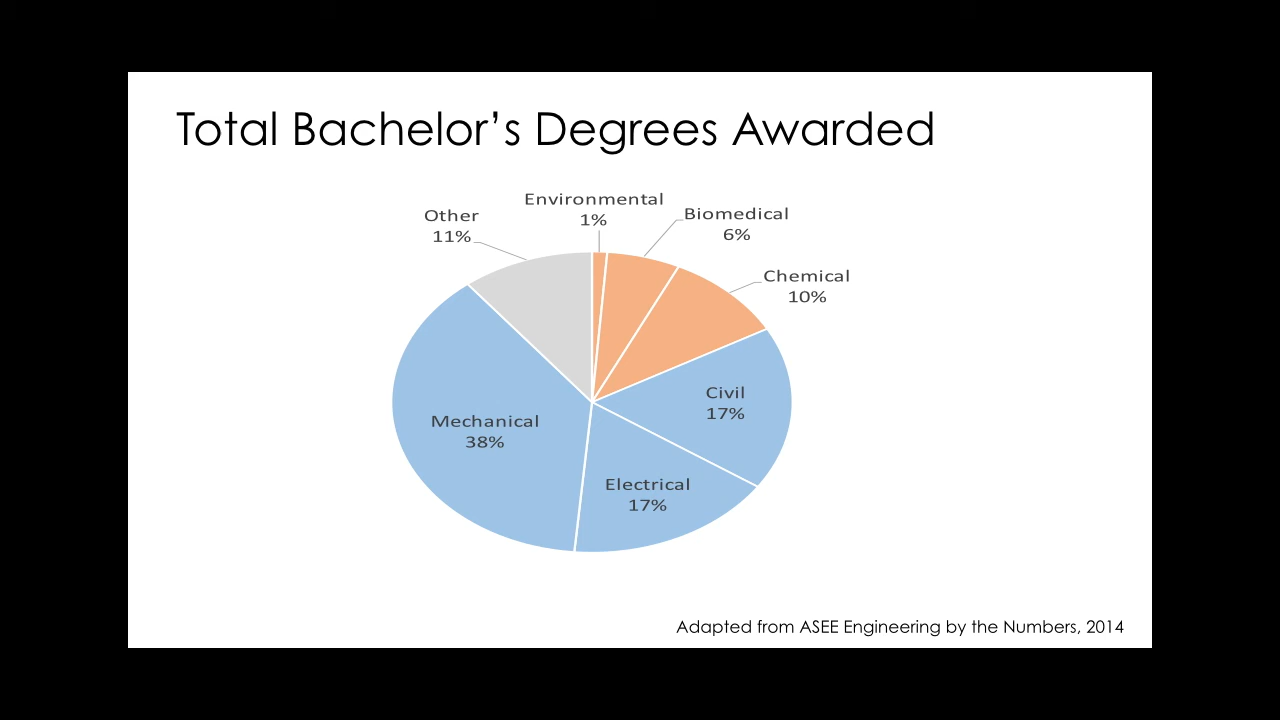 Total Bachelor’s Degrees Awarded
Environmental
1%
Other
11%
Biomedical
6%
Chemical
10%
Civil
17%
Mechanical
38%
Electrical
17%
Adapted from ASEE Engineering by the Numbers, 2014